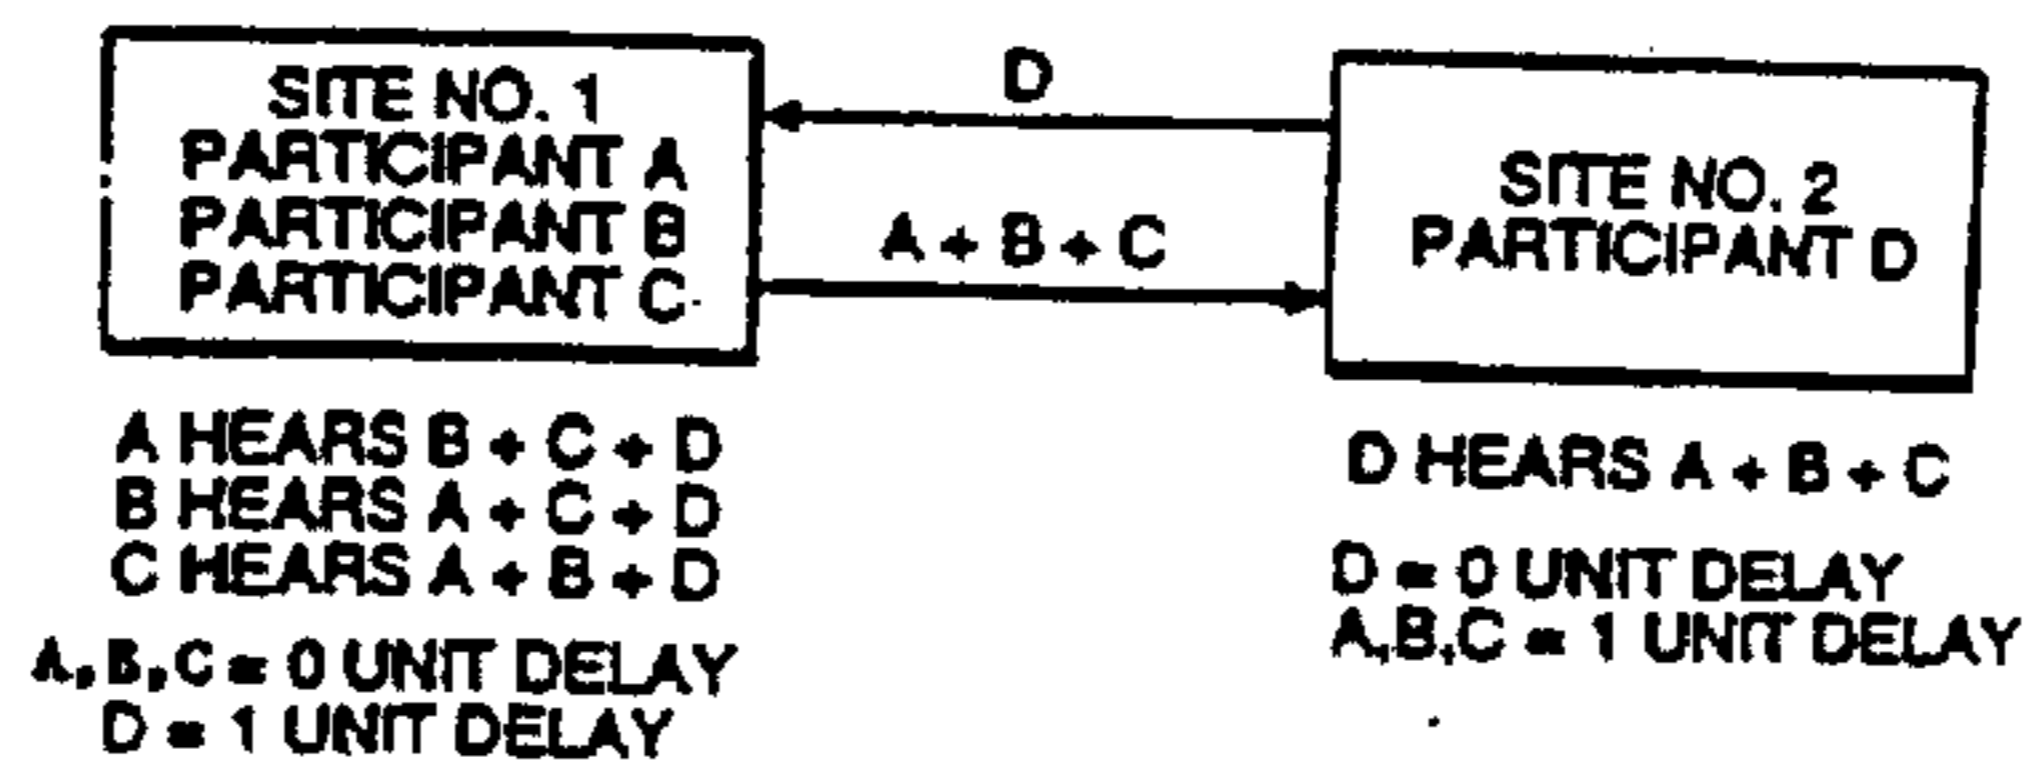 SITE NO. 1
PARTICIPANT A
PARTICIPANT B
PARTICIPANT C
D
A + B + C
SITE NO. 2
PARTICIPANT D
A HEARS B + C + D
B HEARS A + C + D
C HEARS A + B + D
A,B,C = 0 UNIT DELAY
D = 1 UNIT DELAY
D HEARS A + B + C
D = 0 UNIT DELAY
A,B,C = 1 UNIT DELAY